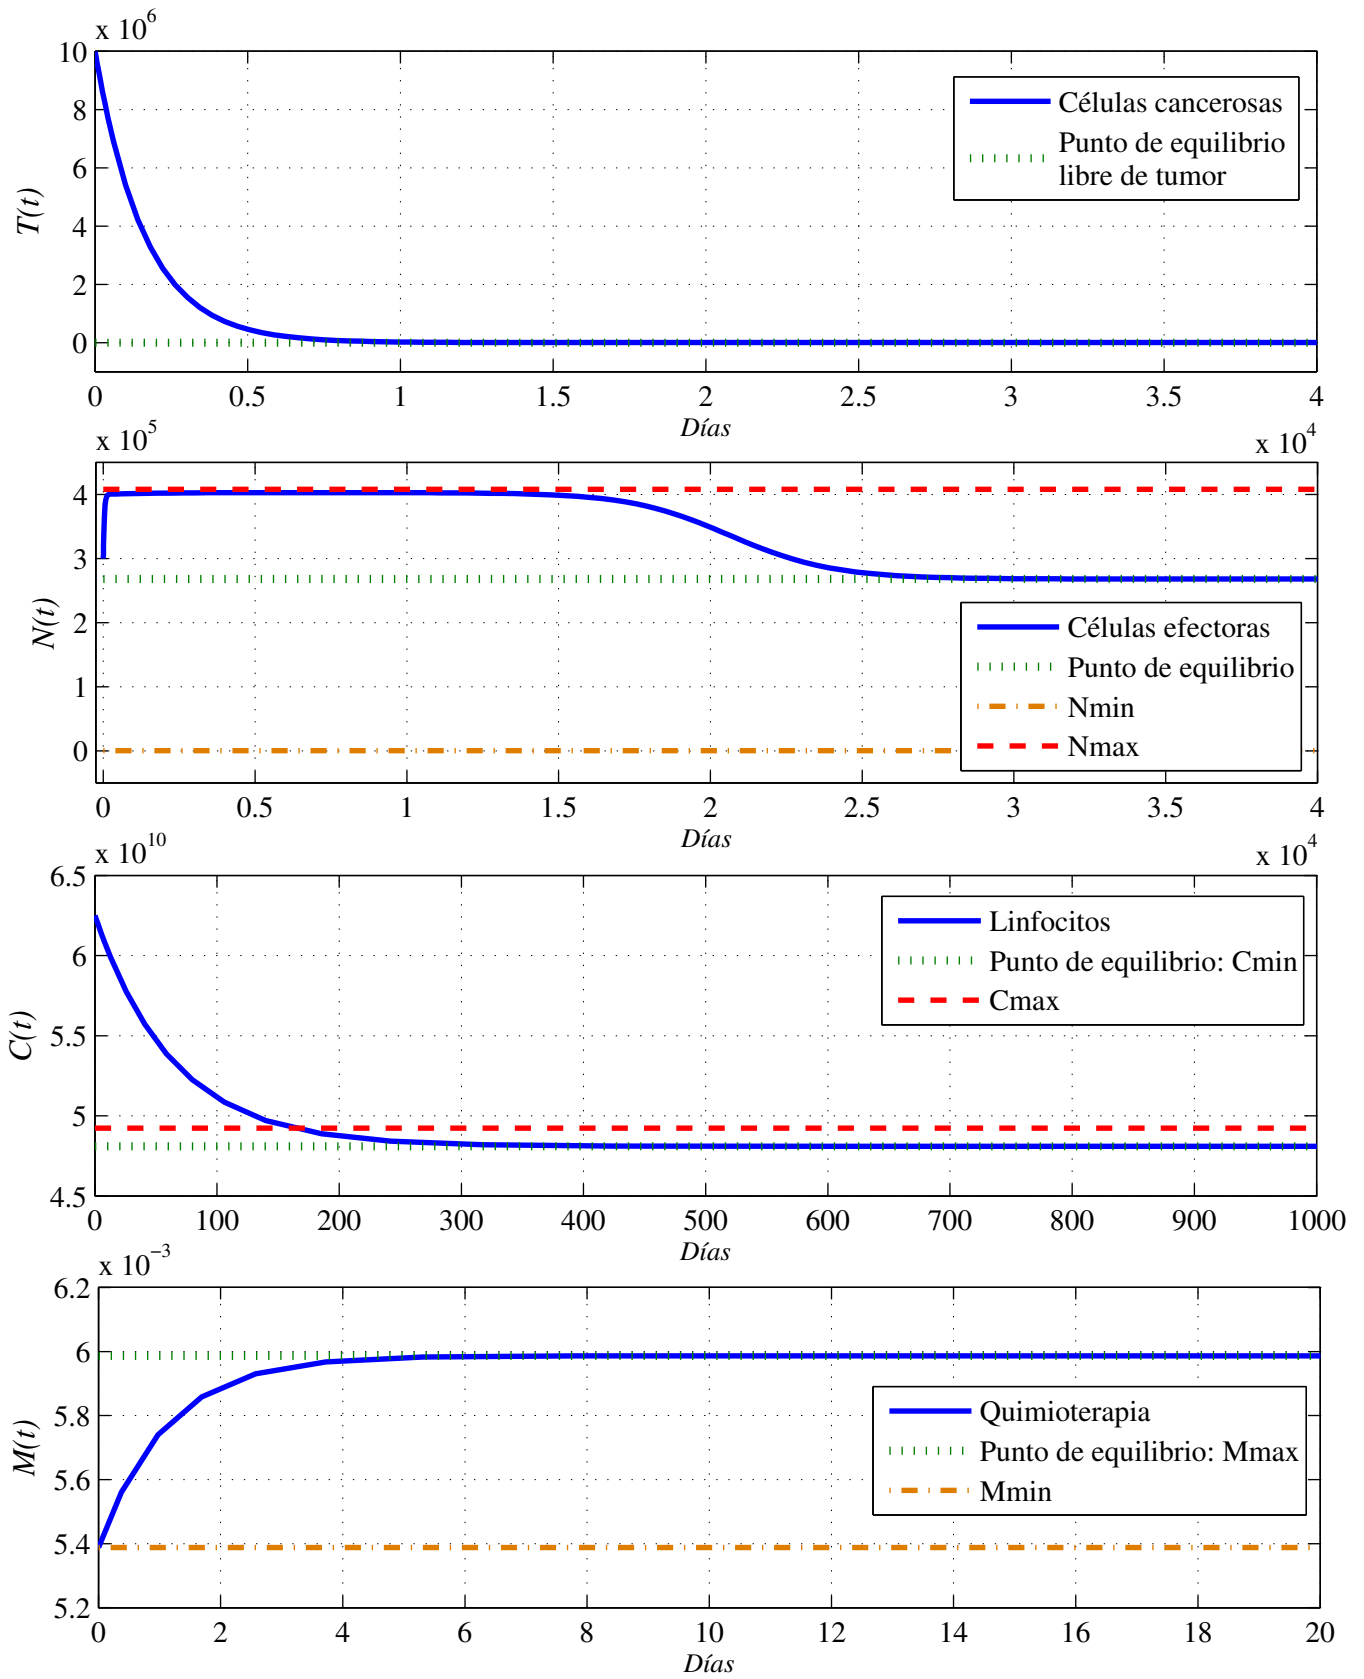 x 10^6
10
8
6
4
2
0
T(t)
Células cancerosas
Punto de equilibrio
libre de tumor
0 0.5 1 1.5 2 2.5 3 3.5 4
Días
x 10^4
x 10^5
4
3
2
1
0
N(t)
Células efectoras
Punto de equilibrio
Nmin
Nmax
0 0.5 1 1.5 2 2.5 3 3.5 4
Días
x 10^4
x 10^10
6.5
6
5.5
5
4.5
C(t)
Linfocitos
Punto de equilibrio: Cmin
Cmax
0 100 200 300 400 500 600 700 800 900 1000
Días
x 10^−3
6.2
6
5.8
5.6
5.4
5.2
M(t)
Quimioterapia
Punto de equilibrio: Mmax
Mmin
0 2 4 6 8 10 12 14 16 18 20
Días